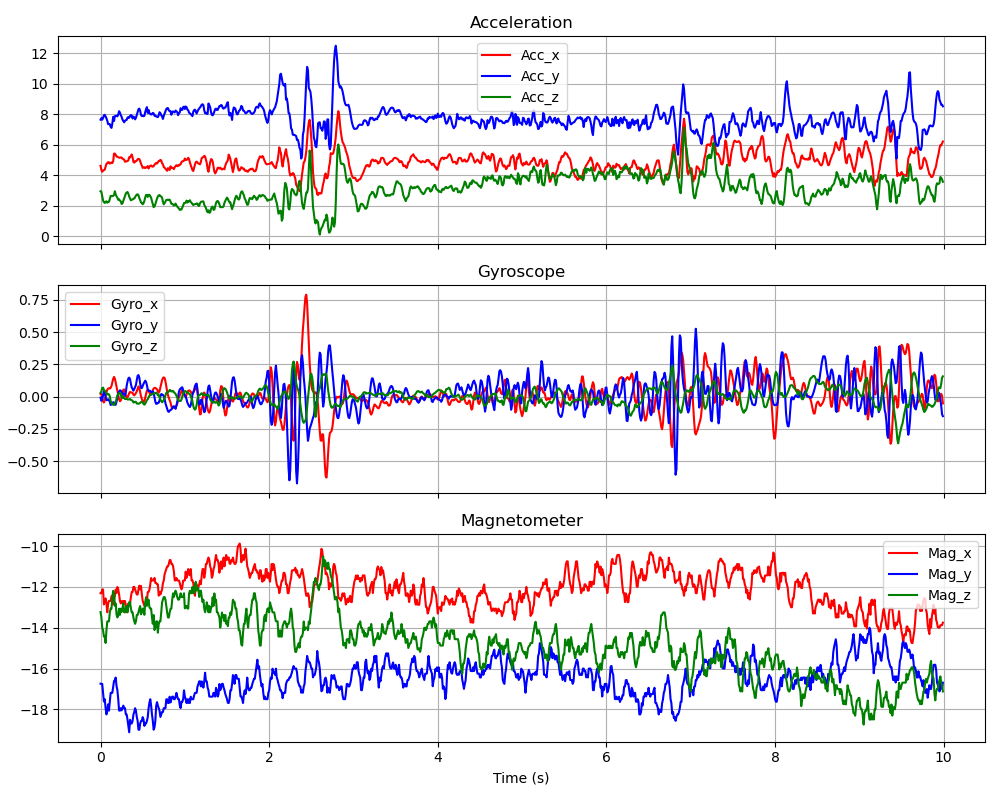 Acceleration
12
10
8
6
4
2
0
Acc_x
Acc_y
Acc_z
Gyroscope
0.75
0.50
0.25
0.00
−0.25
−0.50
Gyro_x
Gyro_y
Gyro_z
Magnetometer
−10
−12
−14
−16
−18
Mag_x
Mag_y
Mag_z
0 2 4 6 8 10
Time (s)